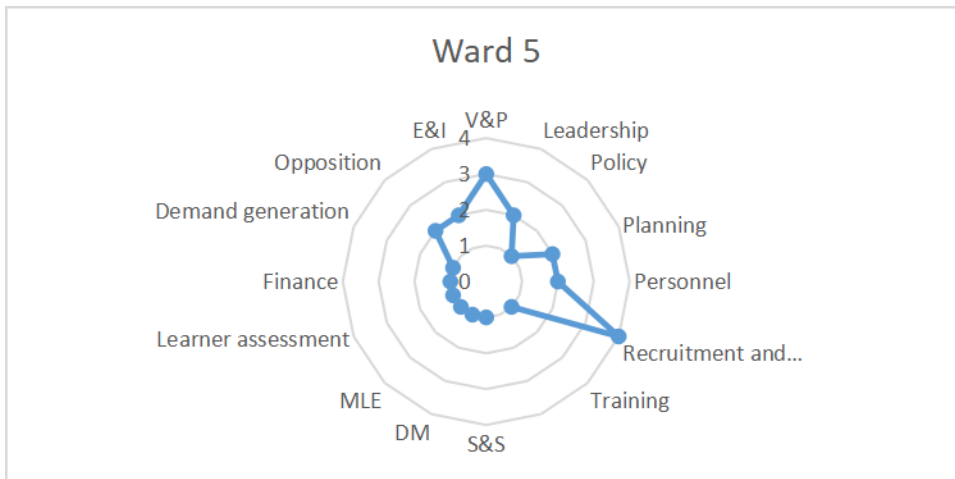 Ward 5
V&P
Leadership
Policy
Planning
Personnel
Recruitment and...
Training
S&S
DM
MLE
Learner assessment
Finance
Demand generation
Opposition
E&I
4
3
2
1
0